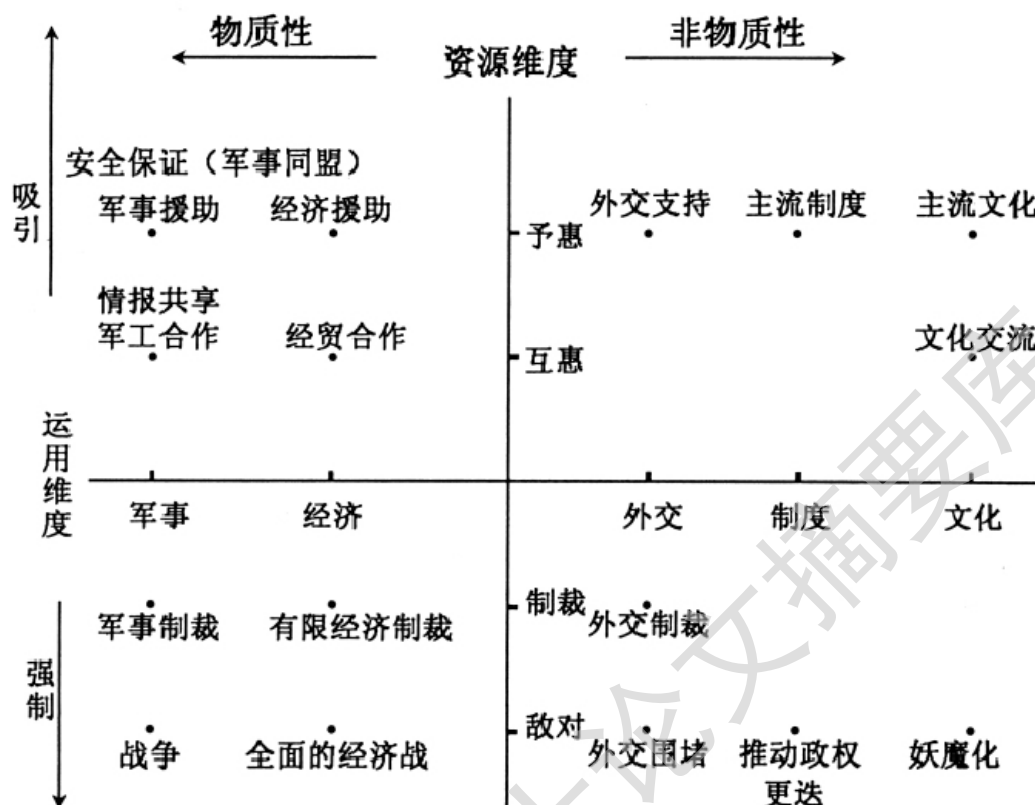 物质性 非物质性
资源维度
安全保证（军事同盟）
军事援助 经济援助 外交支持 主流制度 主流文化
吸引
予惠
情报共享
军工合作 经贸合作 文化交流
互惠
运用维度
军事 经济 外交 制度 文化
制裁
军事制裁 有限经济制裁 外交制裁
强制
敌对
战争 全面的经济战 外交围堵 推动政权 妖魔化
更迭
论文摘要库